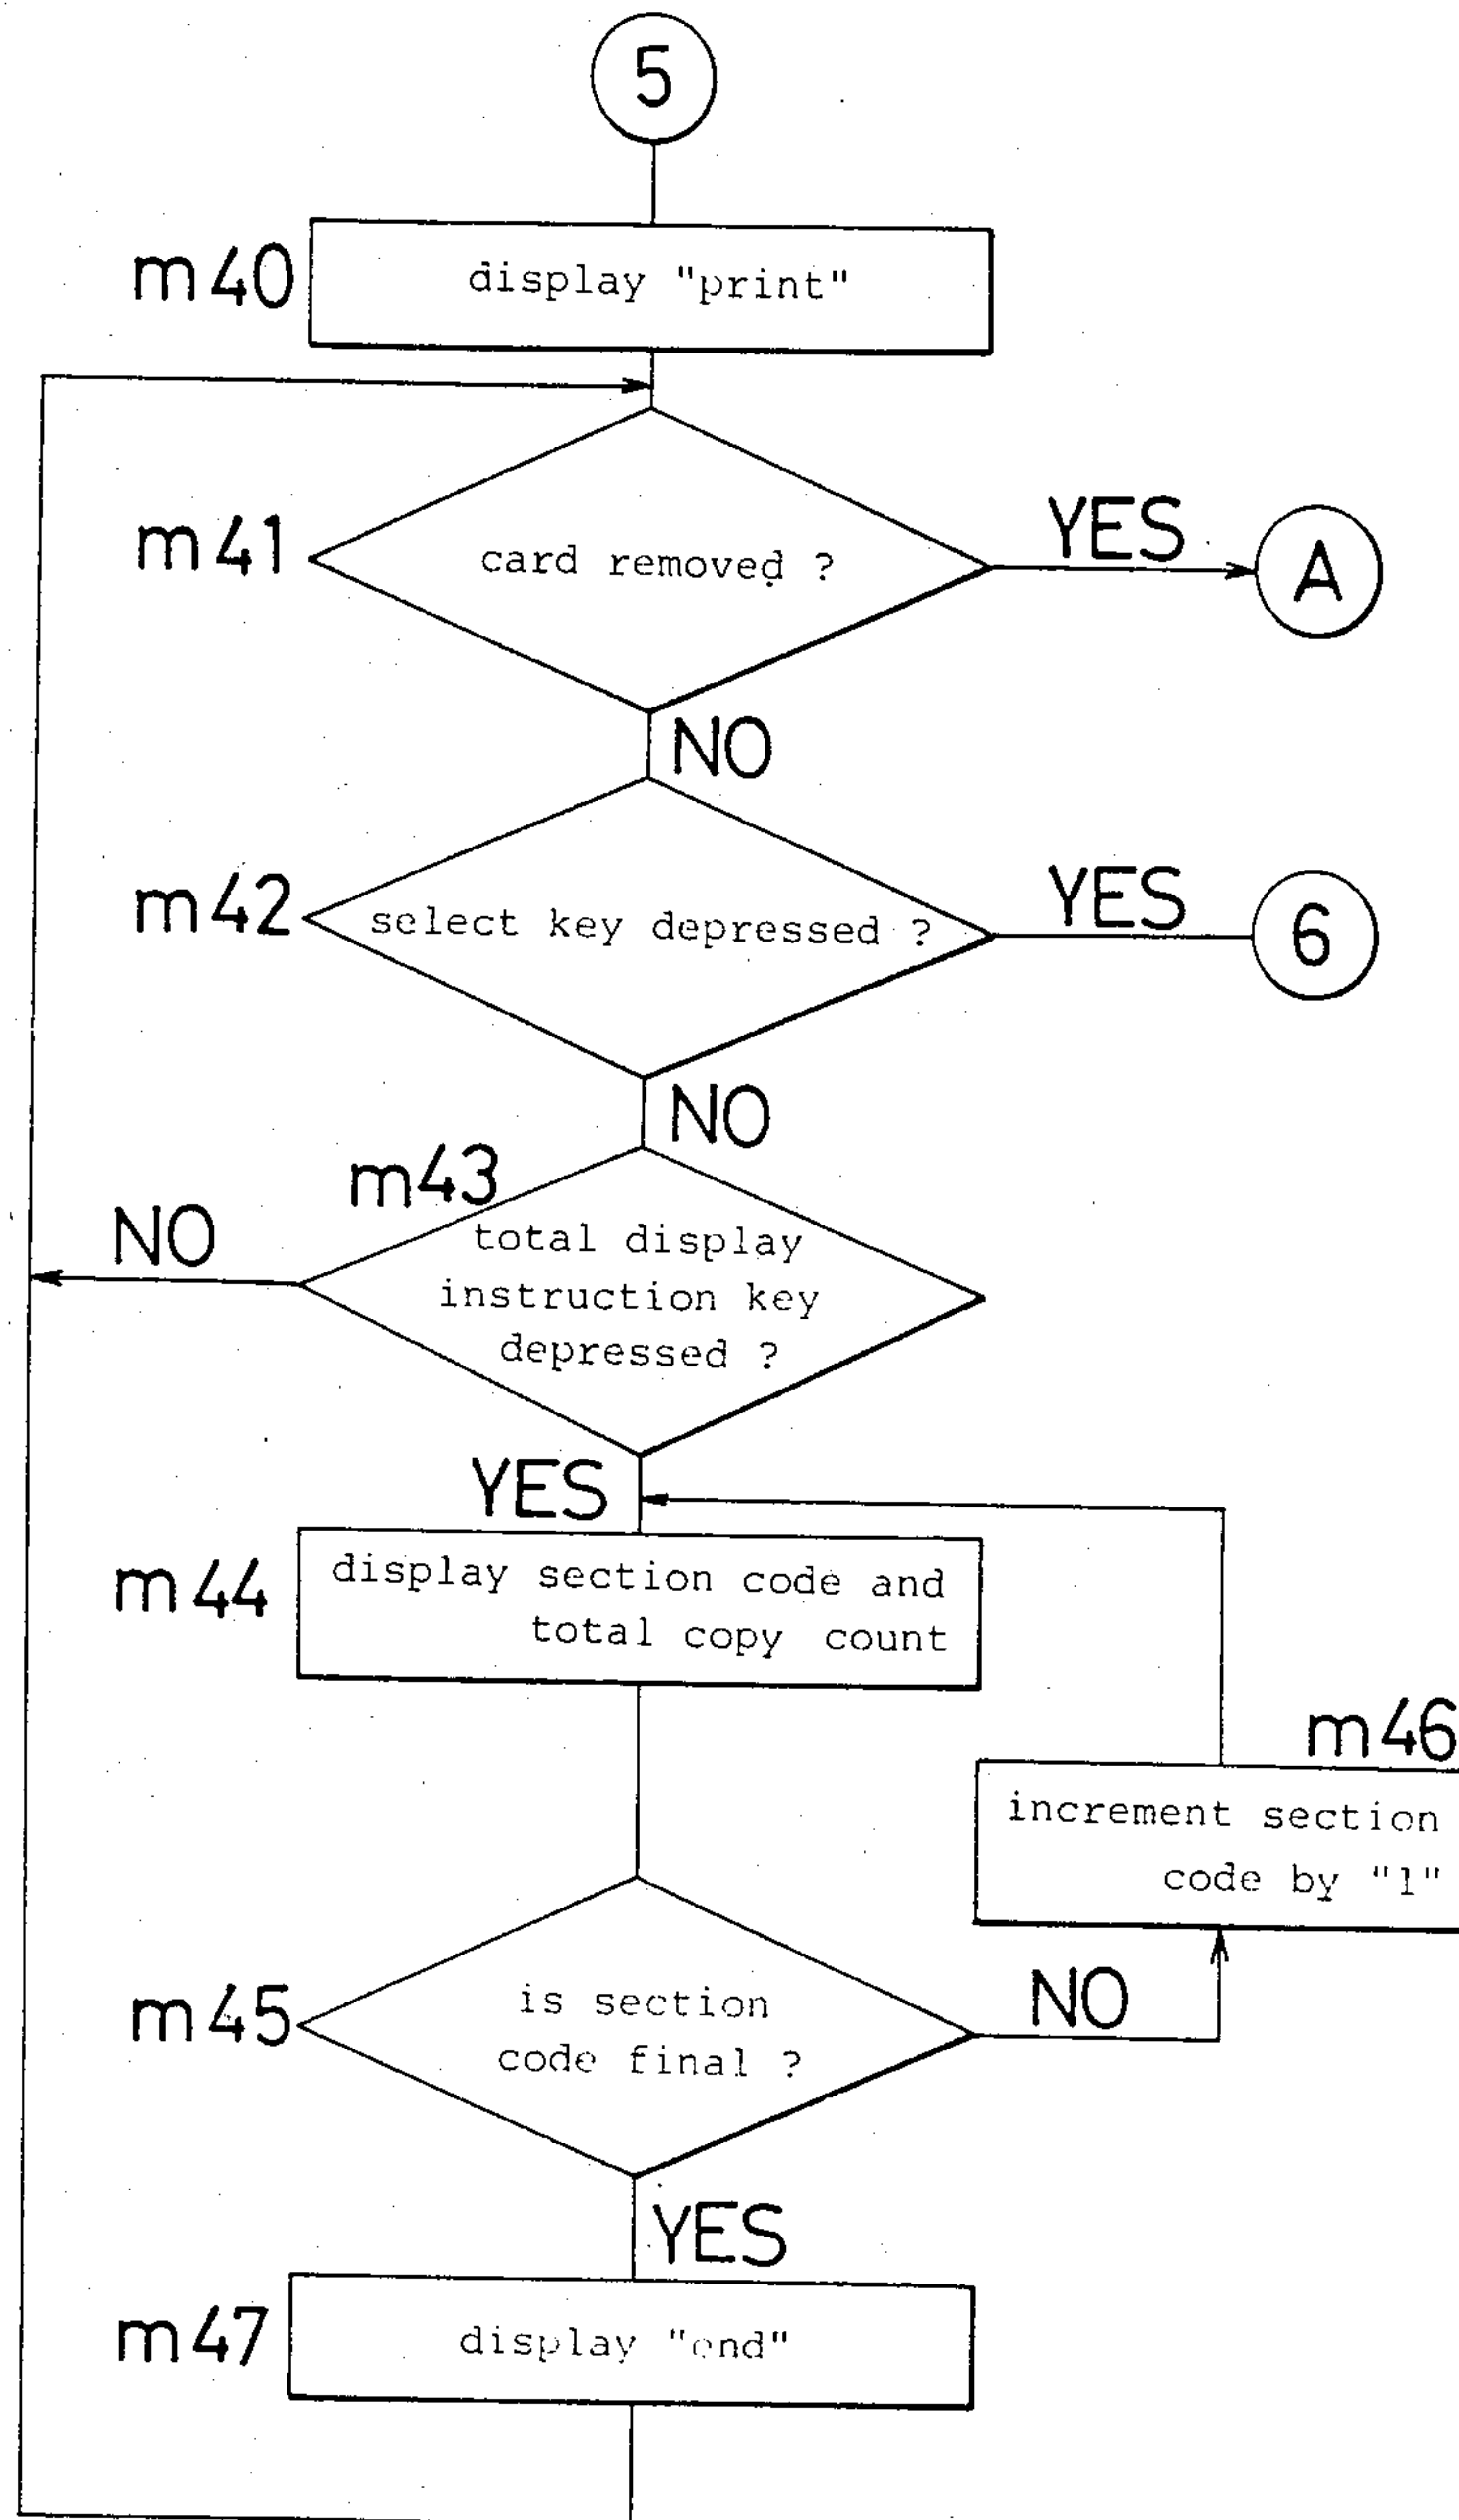 5
m40
display "print"
m41
card removed ?
YES
A
NO
m42
select key depressed ?
YES
6
NO
m43
NO
total display
instruction key
depressed ?
YES
m44
display section code and
total copy count
m46
increment section
code by "1"
m45
is section
code final ?
NO
YES
m47
display "end"